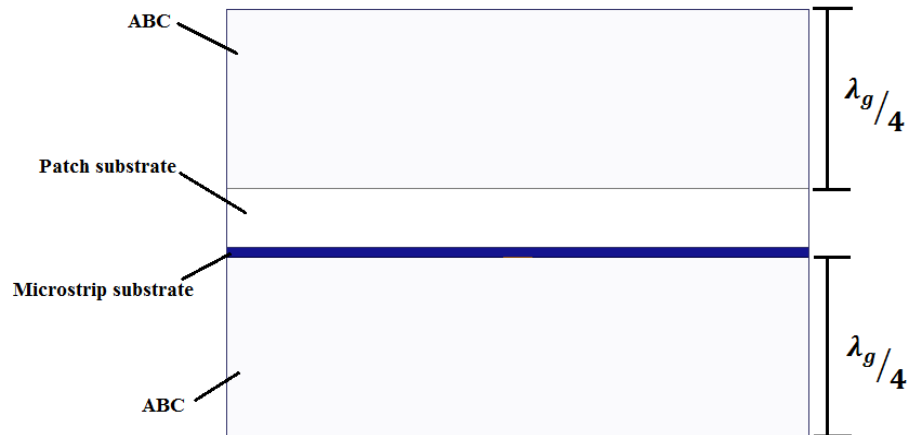 ABC
λg/4
Patch substrate
Microstrip substrate
λg/4
ABC